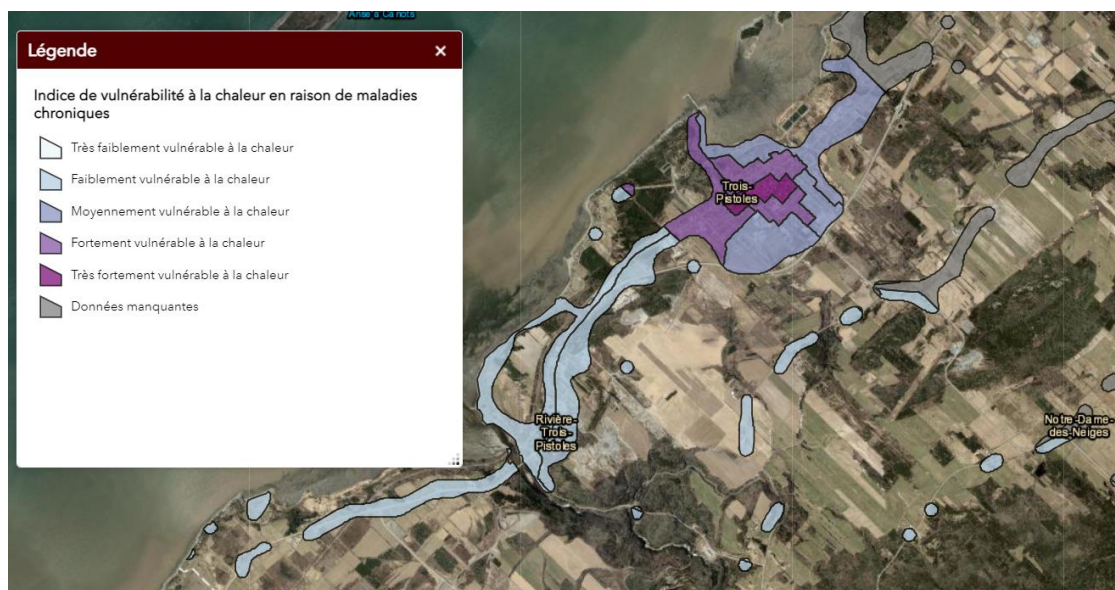 Anse à Canots
Légende
×
Indice de vulnérabilité à la chaleur en raison de maladies
chroniques
Très faiblement vulnérable à la chaleur
Faiblement vulnérable à la chaleur
Moyennement vulnérable à la chaleur
Fortement vulnérable à la chaleur
Très fortement vulnérable à la chaleur
Données manquantes
Trois-
Pistoles
Rivière-
Trois-
Pistoles
Notre-Dame-
des-Neiges